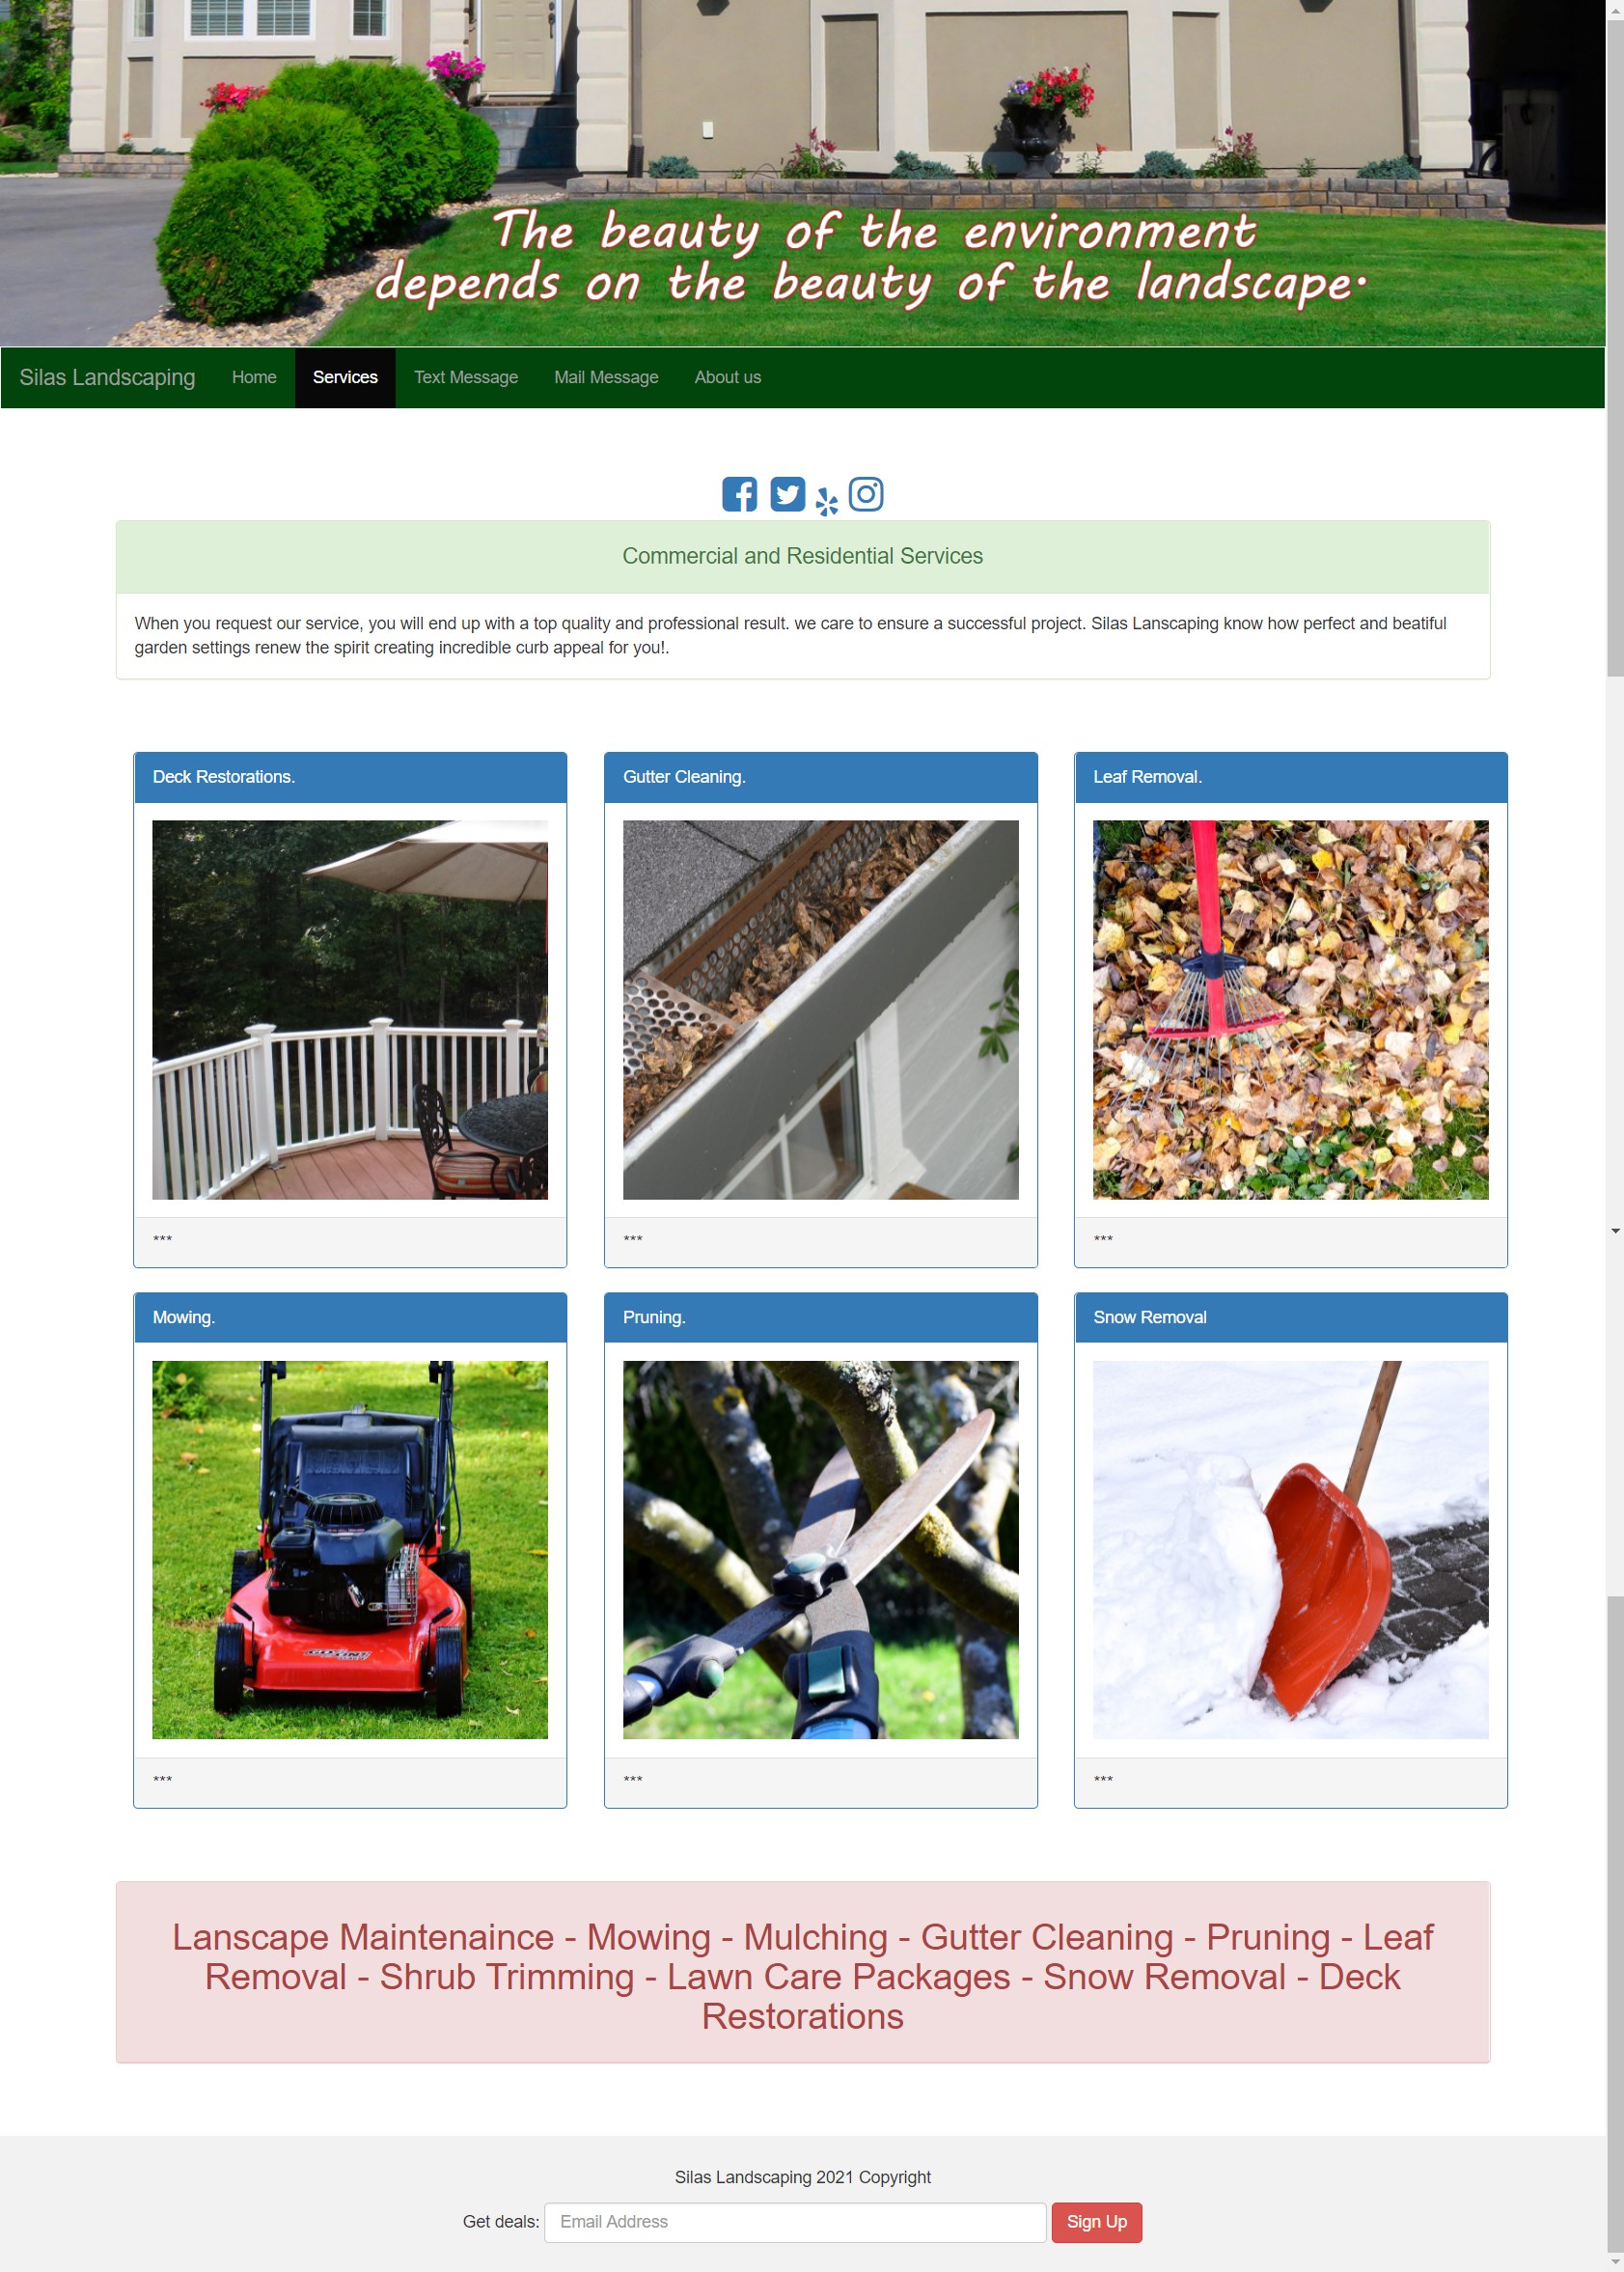 The beauty of the environment
depends on the beauty of the landscape.
Silas Landscaping Home Services Text Message Mail Message About us
Commercial and Residential Services
When you request our service, you will end up with a top quality and professional result. we care to ensure a successful project. Silas Lanscaping know how perfect and beatiful
garden settings renew the spirit creating incredible curb appeal for you!.
Deck Restorations. Gutter Cleaning. Leaf Removal.
*** *** ***
Mowing. Pruning. Snow Removal
*** *** ***
Lanscape Maintenaince - Mowing - Mulching - Gutter Cleaning - Pruning - Leaf
Removal - Shrub Trimming - Lawn Care Packages - Snow Removal - Deck
Restorations
Silas Landscaping 2021 Copyright
Get deals: Email Address Sign Up